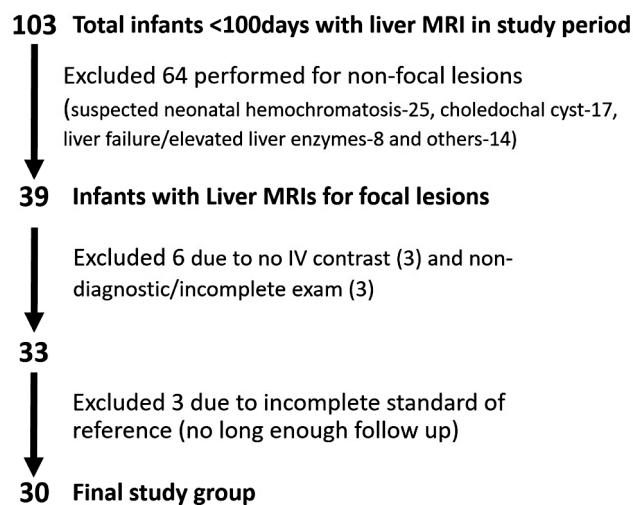 103 Total infants <100days with liver MRI in study period
Excluded 64 performed for non-focal lesions
(suspected neonatal hemochromatosis-25, choledochal cyst-17,
liver failure/elevated liver enzymes-8 and others-14)
39 Infants with Liver MRIs for focal lesions
Excluded 6 due to no IV contrast (3) and non-
diagnostic/incomplete exam (3)
33
Excluded 3 due to incomplete standard of
reference (no long enough follow up)
30 Final study group